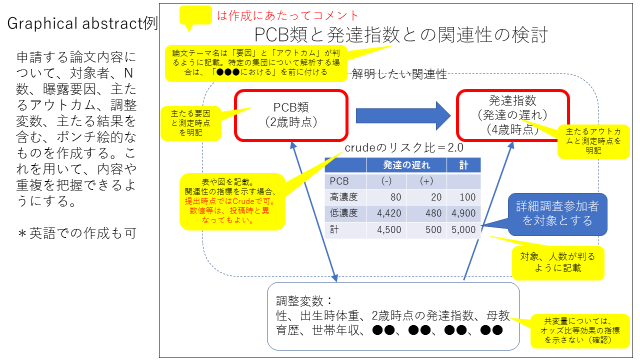 Graphical abstract例
申請する論文内容に
ついて、対象者、N
数、曝露要因、主た
るアウトカム、調整
変数、主たる結果を
含む、ポンチ絵的な
ものを作成する。こ
れを用いて、内容や
重複を把握できるよ
うにする。
＊英語での作成も可
は作成にあたってコメント
PCB類と発達指数との関連性の検討
論文テーマ名は「要因」と「アウトカム」が判
るように記載。特定の集団について解析する場
合は、「●●●における」を前に付ける
解明したい関連性
主たる要因
と測定時点を
明記
PCB類
（2歳時点）
発達指数
（発達の遅れ）
（4歳時点）
主たるアウトカ
ムと測定時点を
明記
crudeのリスク比＝2.0
発達の遅れ 計
PCB (-) (+)
高濃度 80 20 100
低濃度 4,420 480 4,900
計 4,500 500 5,000
表や図を記載。
関連性の指標を示す場合、
提出時点ではCrudeで可。
数値等は、投稿時と異
なってもよい。
詳細調査参加者
を対象とする
対象、人数が判る
ように記載
調整変数：
性、出生時体重、2歳時点の発達指数、母教
育歴、世帯年収、●●、●●、●●、●●
共変量については、
オッズ比等効果の指標
を示さない（確認）